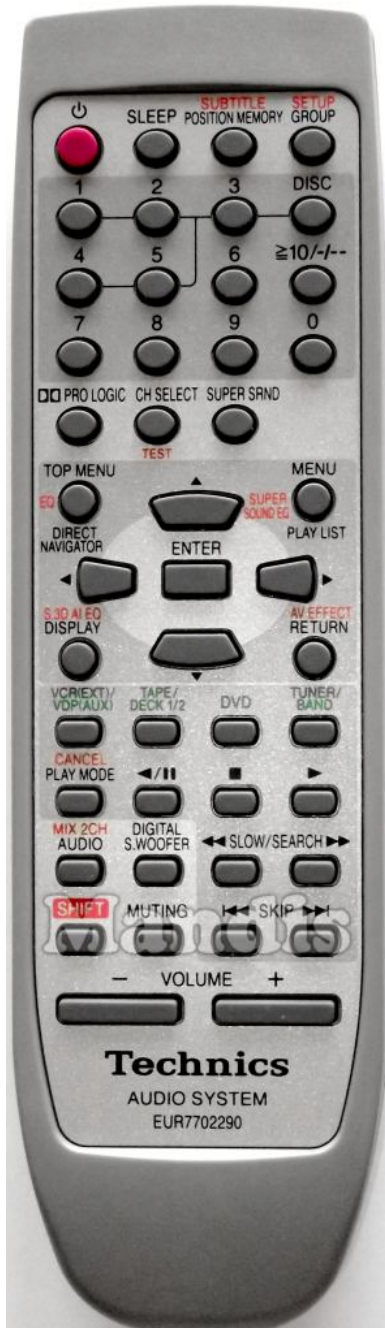 SUBTITLE SETUP
SLEEP POSITION MEMORY GROUP
1 2 3 DISC
4 5 6 ≧10/-/--
7 8 9 0
PRO LOGIC CH SELECT SUPER SRND
TEST
TOP MENU MENU
EQ SUPER
SOUND EQ
DIRECT
NAVIGATOR ENTER PLAY LIST
S.3D AI EQ AV EFFECT
DISPLAY RETURN
VCR(EXT)/ TAPE/ DVD TUNER/
VDP(AUX) DECK 1/2 BAND
CANCEL
PLAY MODE ◀/❚❚ ■ ▶
MIX 2CH DIGITAL
AUDIO S.WOOFER ◀◀ SLOW/SEARCH ▶▶
SHIFT MUTING |◀◀ SKIP ▶▶|
Mandis
− VOLUME +
Technics
AUDIO SYSTEM
EUR7702290